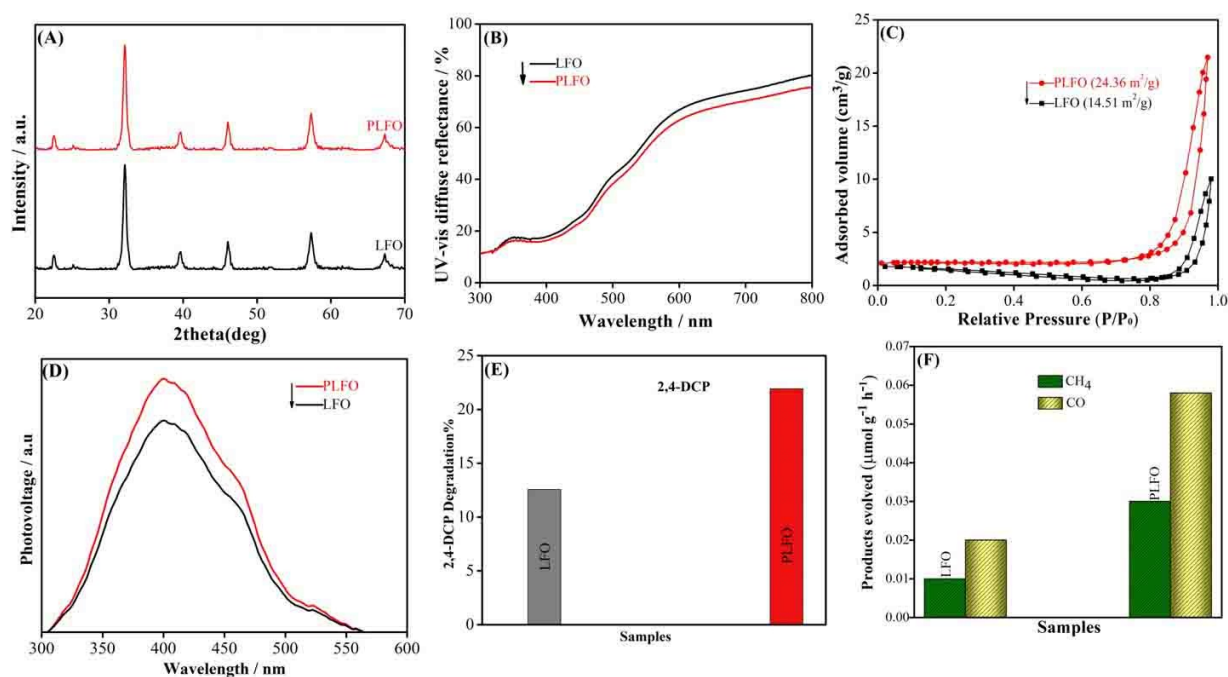 (A)
PLFO
LFO
Intensity / a.u.
20 30 40 50 60 70
2theta(deg)
(B)
LFO
PLFO
UV-vis diffuse reflectance / %
100
80
60
40
20
0
300 400 500 600 700 800
Wavelength / nm
(C)
PLFO (24.36 m²/g)
LFO (14.51 m²/g)
Adsorbed volume (cm³/g)
25
20
15
10
5
0
0.0 0.2 0.4 0.6 0.8 1.0
Relative Pressure (P/P₀)
(D)
PLFO
LFO
Photovoltage / a.u
300 350 400 450 500 550 600
Wavelength / nm
(E)
2,4-DCP
2,4-DCP Degradation%
25
20
15
10
5
0
LFO
PLFO
Samples
(F)
CH₄
CO
Products evolved (μmol g⁻¹ h⁻¹)
0.07
0.06
0.05
0.04
0.03
0.02
0.01
0.00
LFO
PLFO
Samples